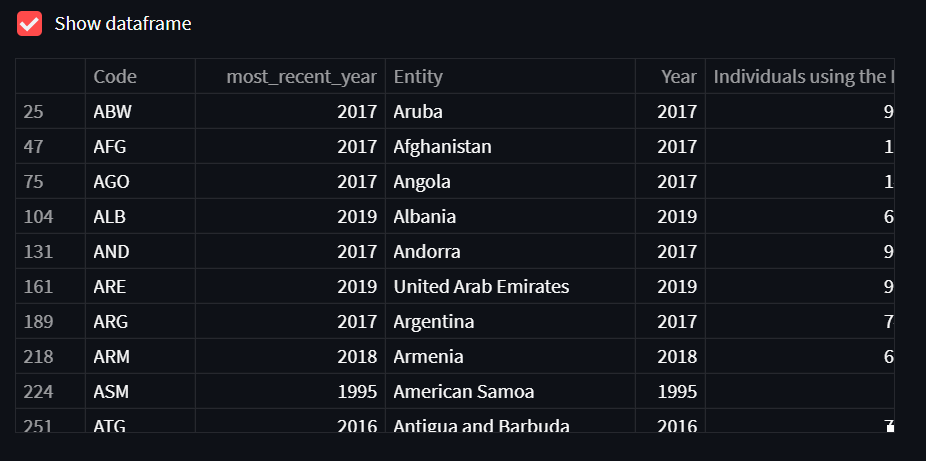 Show dataframe
Code most_recent_year Entity Year Individuals using the
25 ABW 2017 Aruba 2017 9
47 AFG 2017 Afghanistan 2017 1
75 AGO 2017 Angola 2017 1
104 ALB 2019 Albania 2019 6
131 AND 2017 Andorra 2017 9
161 ARE 2019 United Arab Emirates 2019 9
189 ARG 2017 Argentina 2017 7
218 ARM 2018 Armenia 2018 6
224 ASM 1995 American Samoa 1995
251 ATG 2016 Antigua and Barbuda 2016